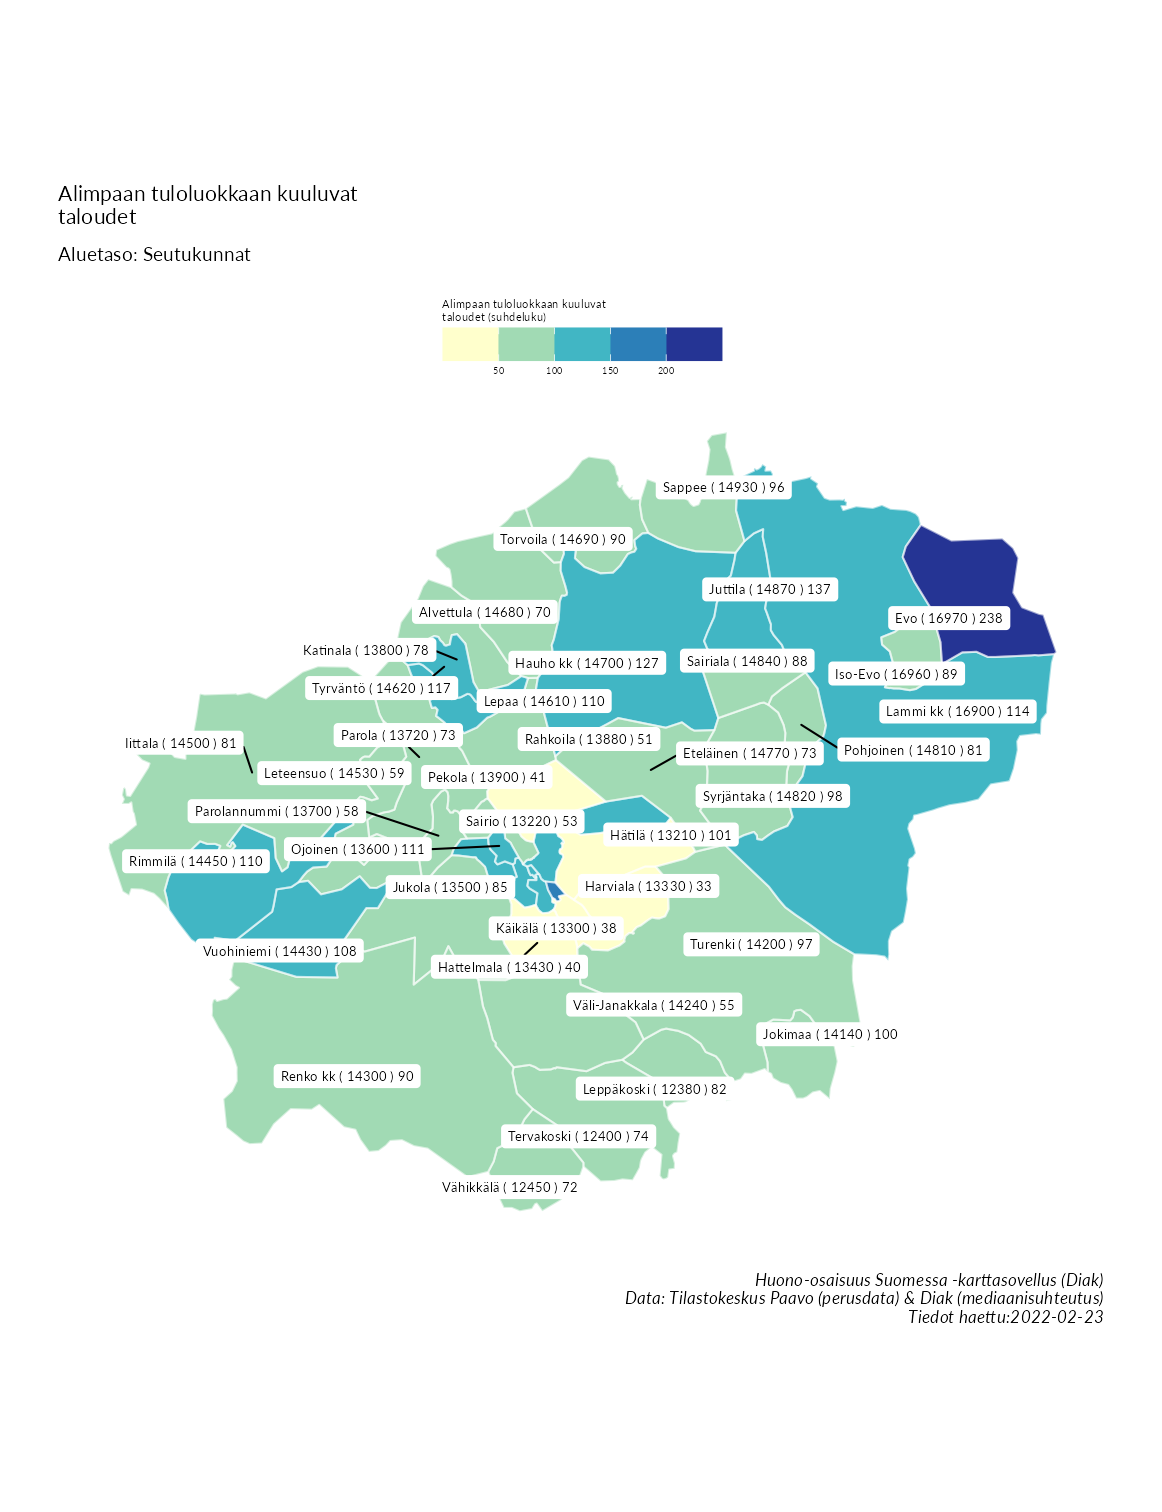 Alimpaan tuloluokkaan kuuluvat
taloudet
Aluetaso: Seutukunnat
Alimpaan tuloluokkaan kuuluvat
taloudet (suhdeluku)
50 100 150 200
Sappee ( 14930 ) 96
Torvoila ( 14690 ) 90
Juttila ( 14870 ) 137
Alvettula ( 14680 ) 70
Evo ( 16970 ) 238
Katinala ( 13800 ) 78
Hauho kk ( 14700 ) 127
Sairiala ( 14840 ) 88
Iso-Evo ( 16960 ) 89
Tyrväntö ( 14620 ) 117
Lepaa ( 14610 ) 110
Lammi kk ( 16900 ) 114
Iittala ( 14500 ) 81
Parola ( 13720 ) 73
Rahkoila ( 13880 ) 51
Eteläinen ( 14770 ) 73
Pohjoinen ( 14810 ) 81
Leteensuo ( 14530 ) 59
Pekola ( 13900 ) 41
Syrjäntaka ( 14820 ) 98
Parolannummi ( 13700 ) 58
Sairio ( 13220 ) 53
Hätilä ( 13210 ) 101
Ojoinen ( 13600 ) 111
Rimmilä ( 14450 ) 110
Jukola ( 13500 ) 85
Harviala ( 13330 ) 33
Käikälä ( 13300 ) 38
Vuohiniemi ( 14430 ) 108
Turenki ( 14200 ) 97
Hattelmala ( 13430 ) 40
Väli-Janakkala ( 14240 ) 55
Jokimaa ( 14140 ) 100
Renko kk ( 14300 ) 90
Leppäkoski ( 12380 ) 82
Tervakoski ( 12400 ) 74
Vähikkälä ( 12450 ) 72
Huono-osaisuus Suomessa -karttasovellus (Diak)
Data: Tilastokeskus Paavo (perusdata) & Diak (mediaanisuhteutus)
Tiedot haettu:2022-02-23